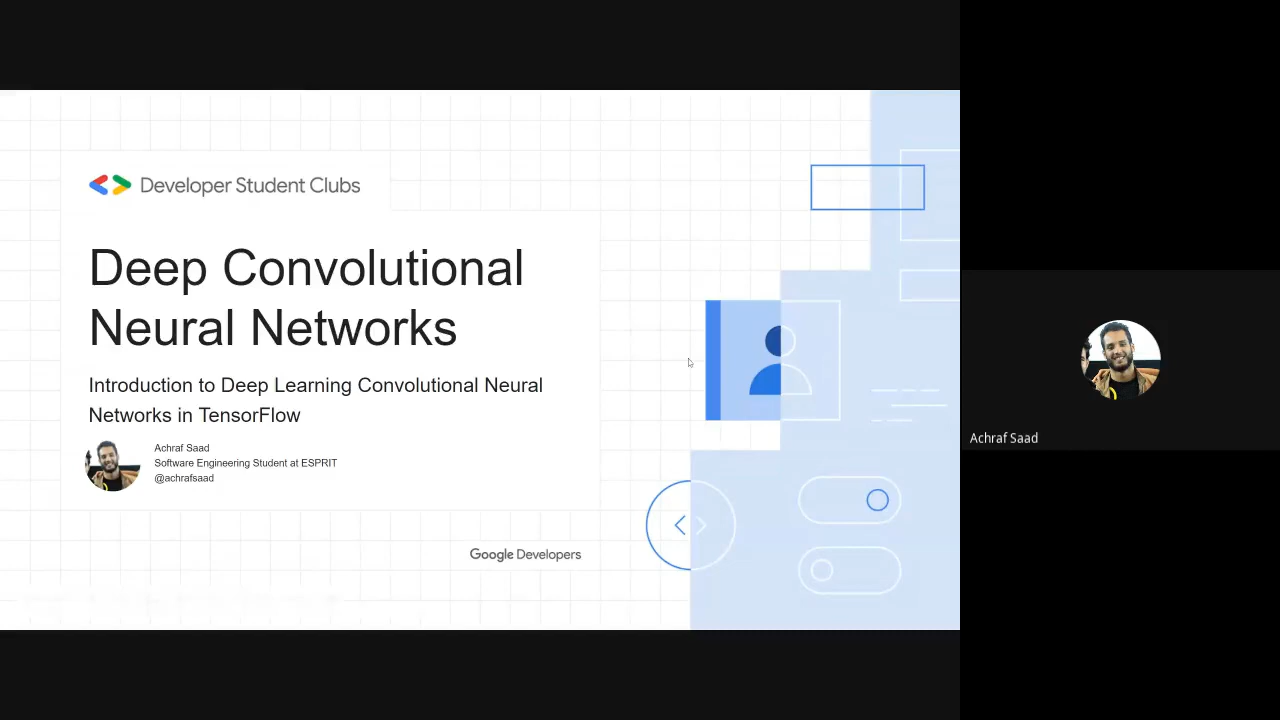 Developer Student Clubs
Deep Convolutional
Neural Networks
Introduction to Deep Learning Convolutional Neural
Networks in TensorFlow
Achraf Saad
Software Engineering Student at ESPRIT
@achrafsaad
Google Developers
Achraf Saad